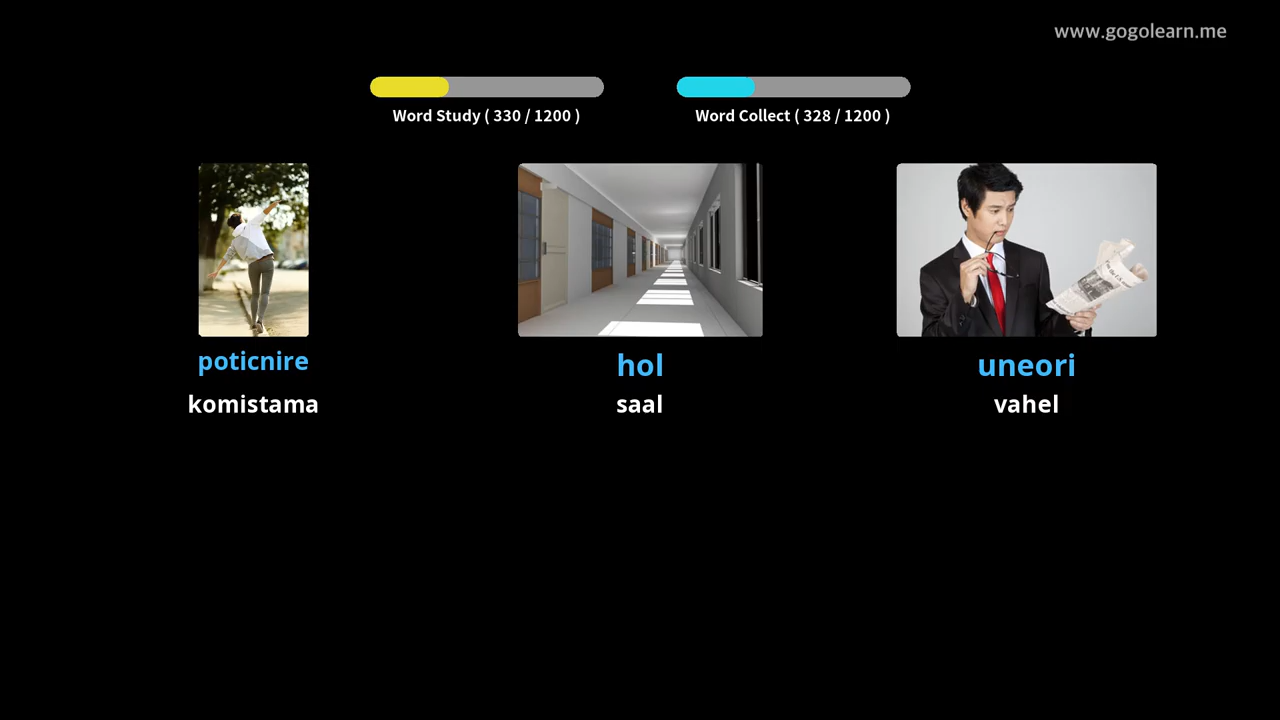 www.gogolearn.me
Word Study ( 330 / 1200 )
Word Collect ( 328 / 1200 )
poticnire
hol
uneori
komistama
saal
vahel